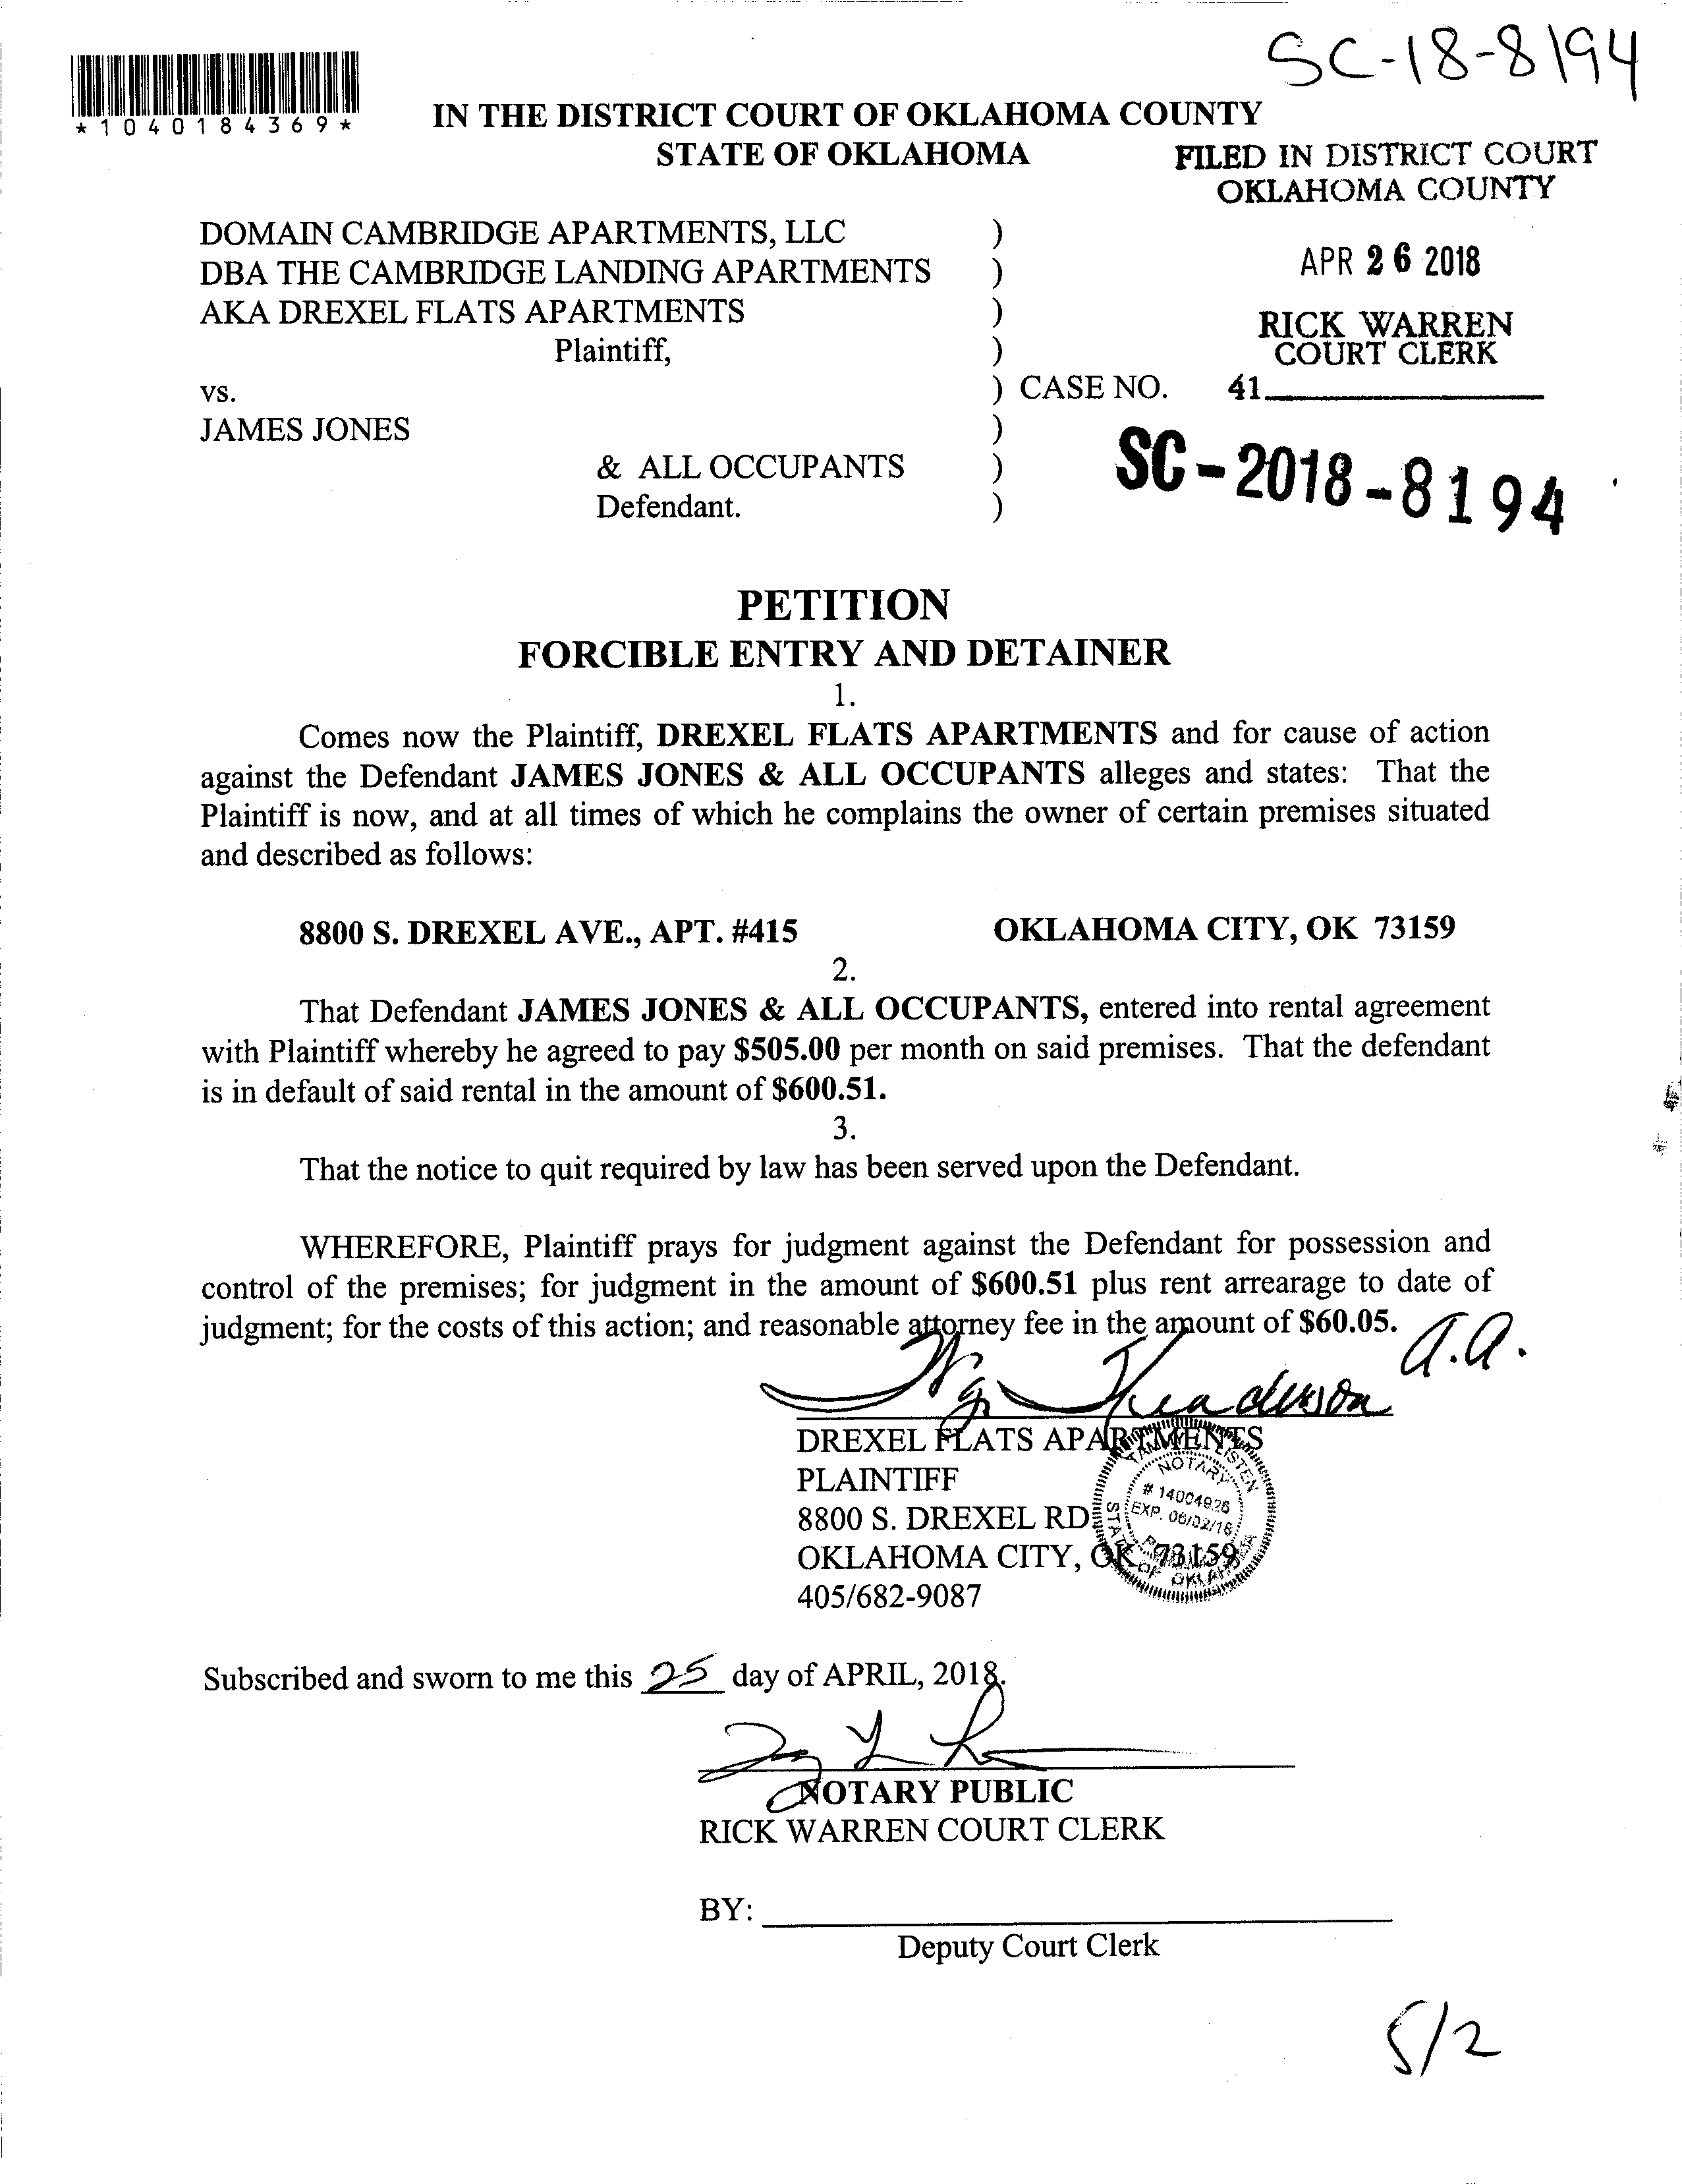 SC-18-8194
*1040184369*
IN THE DISTRICT COURT OF OKLAHOMA COUNTY
STATE OF OKLAHOMA
FILED IN DISTRICT COURT
OKLAHOMA COUNTY
DOMAIN CAMBRIDGE APARTMENTS, LLC )
DBA THE CAMBRIDGE LANDING APARTMENTS )
APR 26 2018
AKA DREXEL FLATS APARTMENTS )
RICK WARREN
Plaintiff, )
COURT CLERK
vs. ) CASE NO. 41
JAMES JONES )
SC-2018-8194
& ALL OCCUPANTS )
Defendant. )
PETITION
FORCIBLE ENTRY AND DETAINER
1.
Comes now the Plaintiff, DREXEL FLATS APARTMENTS and for cause of action
against the Defendant JAMES JONES & ALL OCCUPANTS alleges and states: That the
Plaintiff is now, and at all times of which he complains the owner of certain premises situated
and described as follows:
8800 S. DREXEL AVE., APT. #415 OKLAHOMA CITY, OK 73159
2.
That Defendant JAMES JONES & ALL OCCUPANTS, entered into rental agreement
with Plaintiff whereby he agreed to pay $505.00 per month on said premises. That the defendant
is in default of said rental in the amount of $600.51.
3.
That the notice to quit required by law has been served upon the Defendant.
WHEREFORE, Plaintiff prays for judgment against the Defendant for possession and
control of the premises; for judgment in the amount of $600.51 plus rent arrearage to date of
judgment; for the costs of this action; and reasonable attorney fee in the amount of $60.05.
a.a.
DREXEL FLATS APARTMENTS
PLAINTIFF
8800 S. DREXEL RD
OKLAHOMA CITY, OK 73159
405/682-9087
NOTARY
# 14004926
EXP. 06/02/18
STATE OF OKLAHOMA
Subscribed and sworn to me this 25 day of APRIL, 2018.
NOTARY PUBLIC
RICK WARREN COURT CLERK
BY:
Deputy Court Clerk
5/2